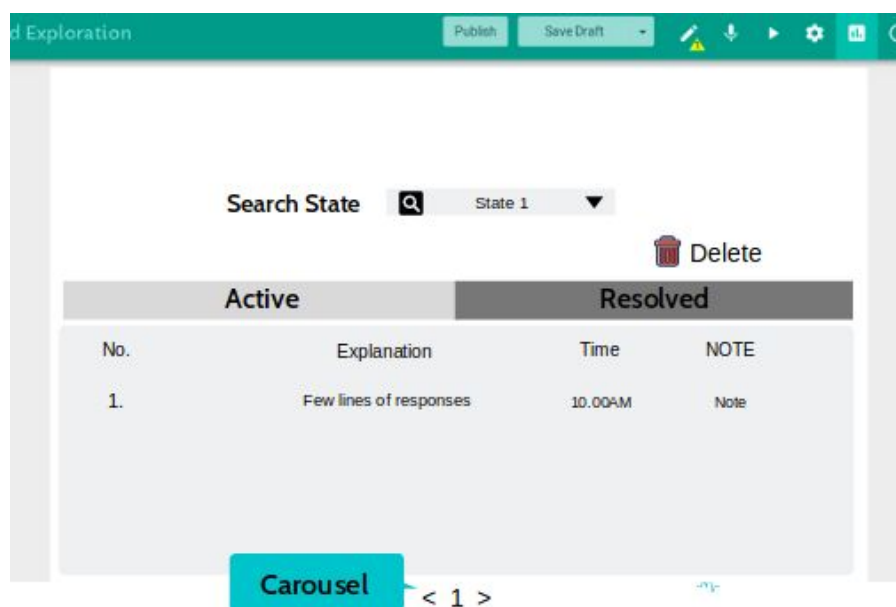 d Exploration Publish Save Draft
Search State State 1
Delete
Active Resolved
No. Explanation Time NOTE
1. Few lines of responses 10.00AM Note
Carousel < 1 >